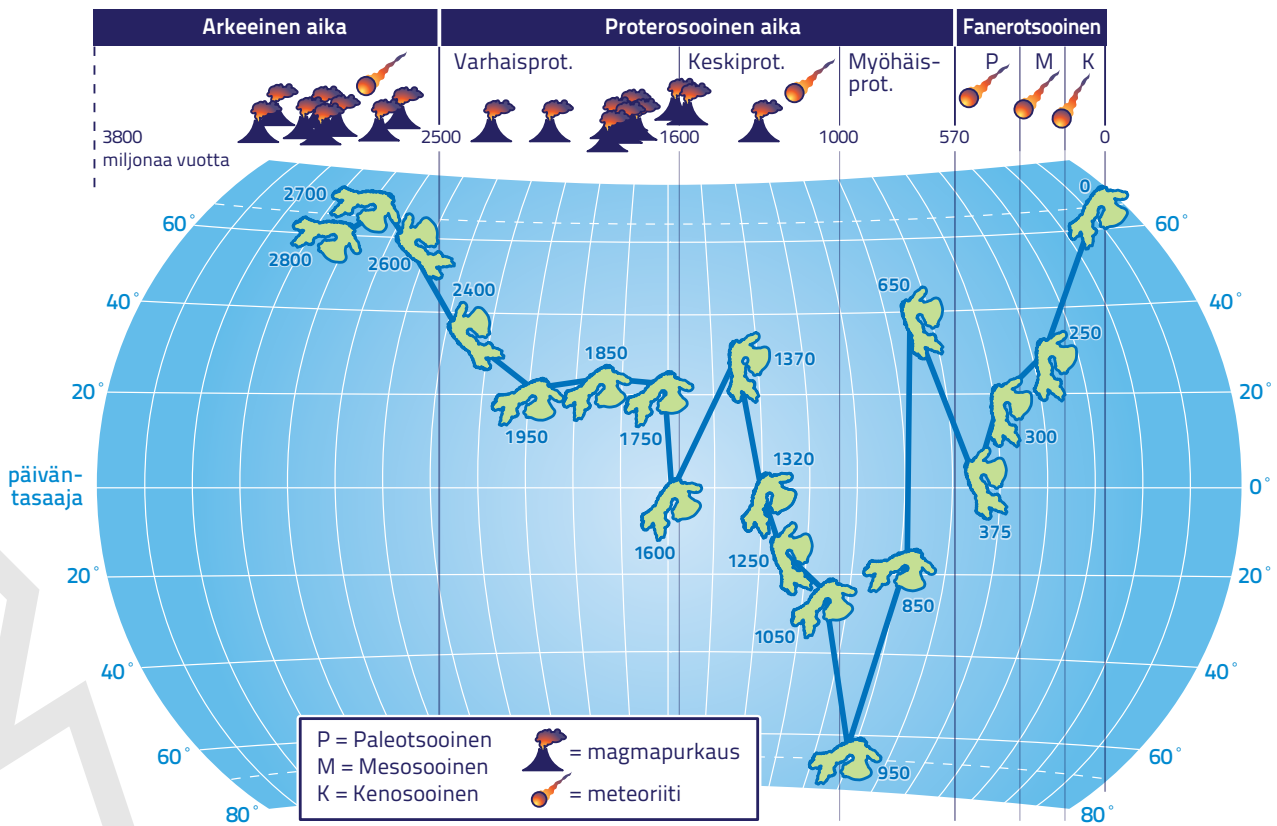 Arkeeinen aika
Proterosooinen aika
Fanerotsooinen
Varhaisprot.
Keskiprot.
Myöhäis-
prot.
P
M
K
3800
miljonaa vuotta
2500
1600
1000
570
0
2700
2800
2600
2400
1950
1850
1750
1600
1370
1320
1250
1050
950
850
650
375
300
250
0
60°
40°
20°
päivän-
tasaaja
20°
40°
60°
80°
60°
40°
20°
0°
20°
40°
60°
80°
P = Paleotsooinen
M = Mesosooinen
K = Kenosooinen
= magmapurkaus
= meteoriiti